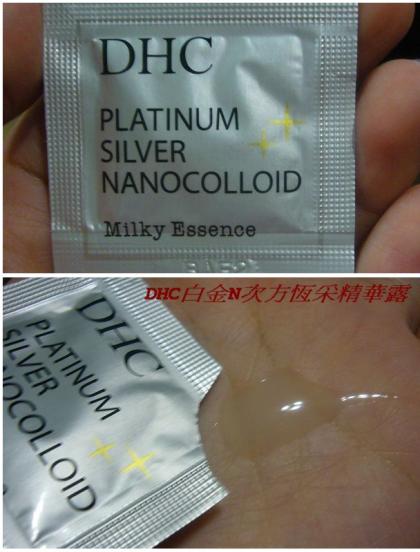 DHC
PLATINUM
SILVER
NANOCOLLOID
Milky Essence
DHC白金N次方恆采精華露
DHC
PLATINUM
SILVER
NOCOLLOID